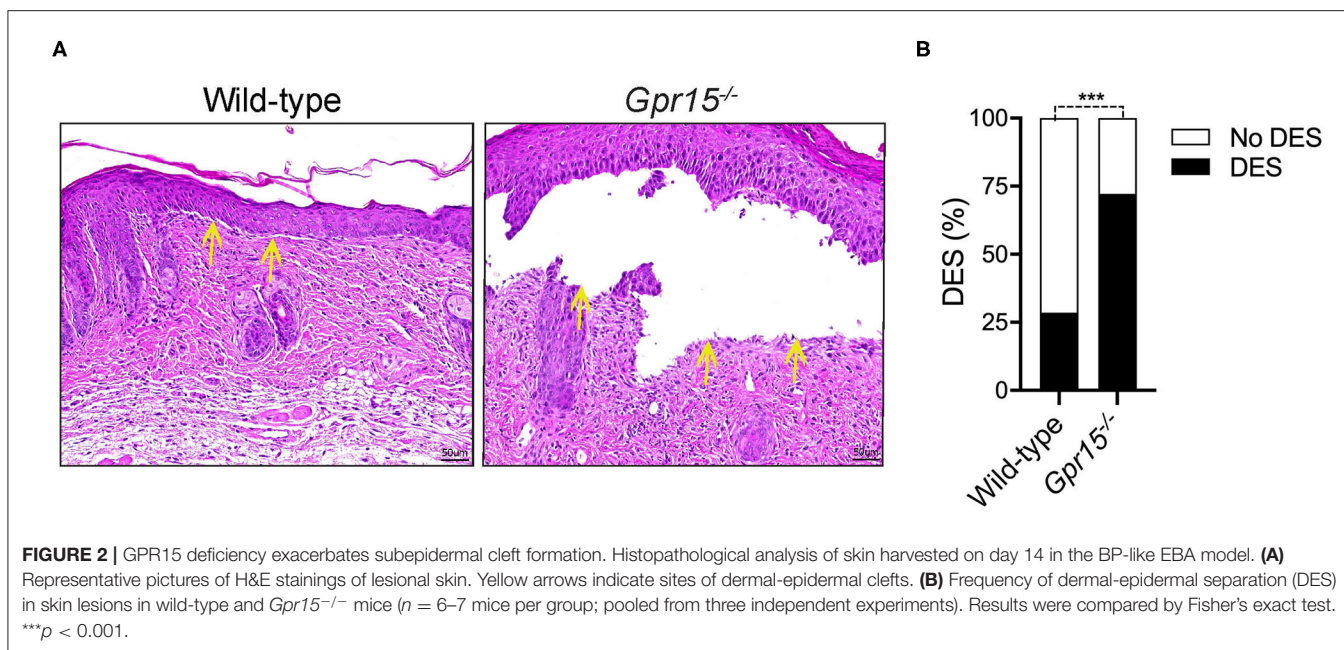 A
B
Wild-type
Gpr15-/-
50um
50um
***
100
75
50
25
0
DES (%)
No DES
DES
Wild-type
Gpr15-/-
FIGURE 2 | GPR15 deficiency exacerbates subepidermal cleft formation. Histopathological analysis of skin harvested on day 14 in the BP-like EBA model. (A)
Representative pictures of H&E stainings of lesional skin. Yellow arrows indicate sites of dermal-epidermal clefts. (B) Frequency of dermal-epidermal separation (DES)
in skin lesions in wild-type and Gpr15−/− mice (n = 6–7 mice per group; pooled from three independent experiments). Results were compared by Fisher's exact test.
***p < 0.001.